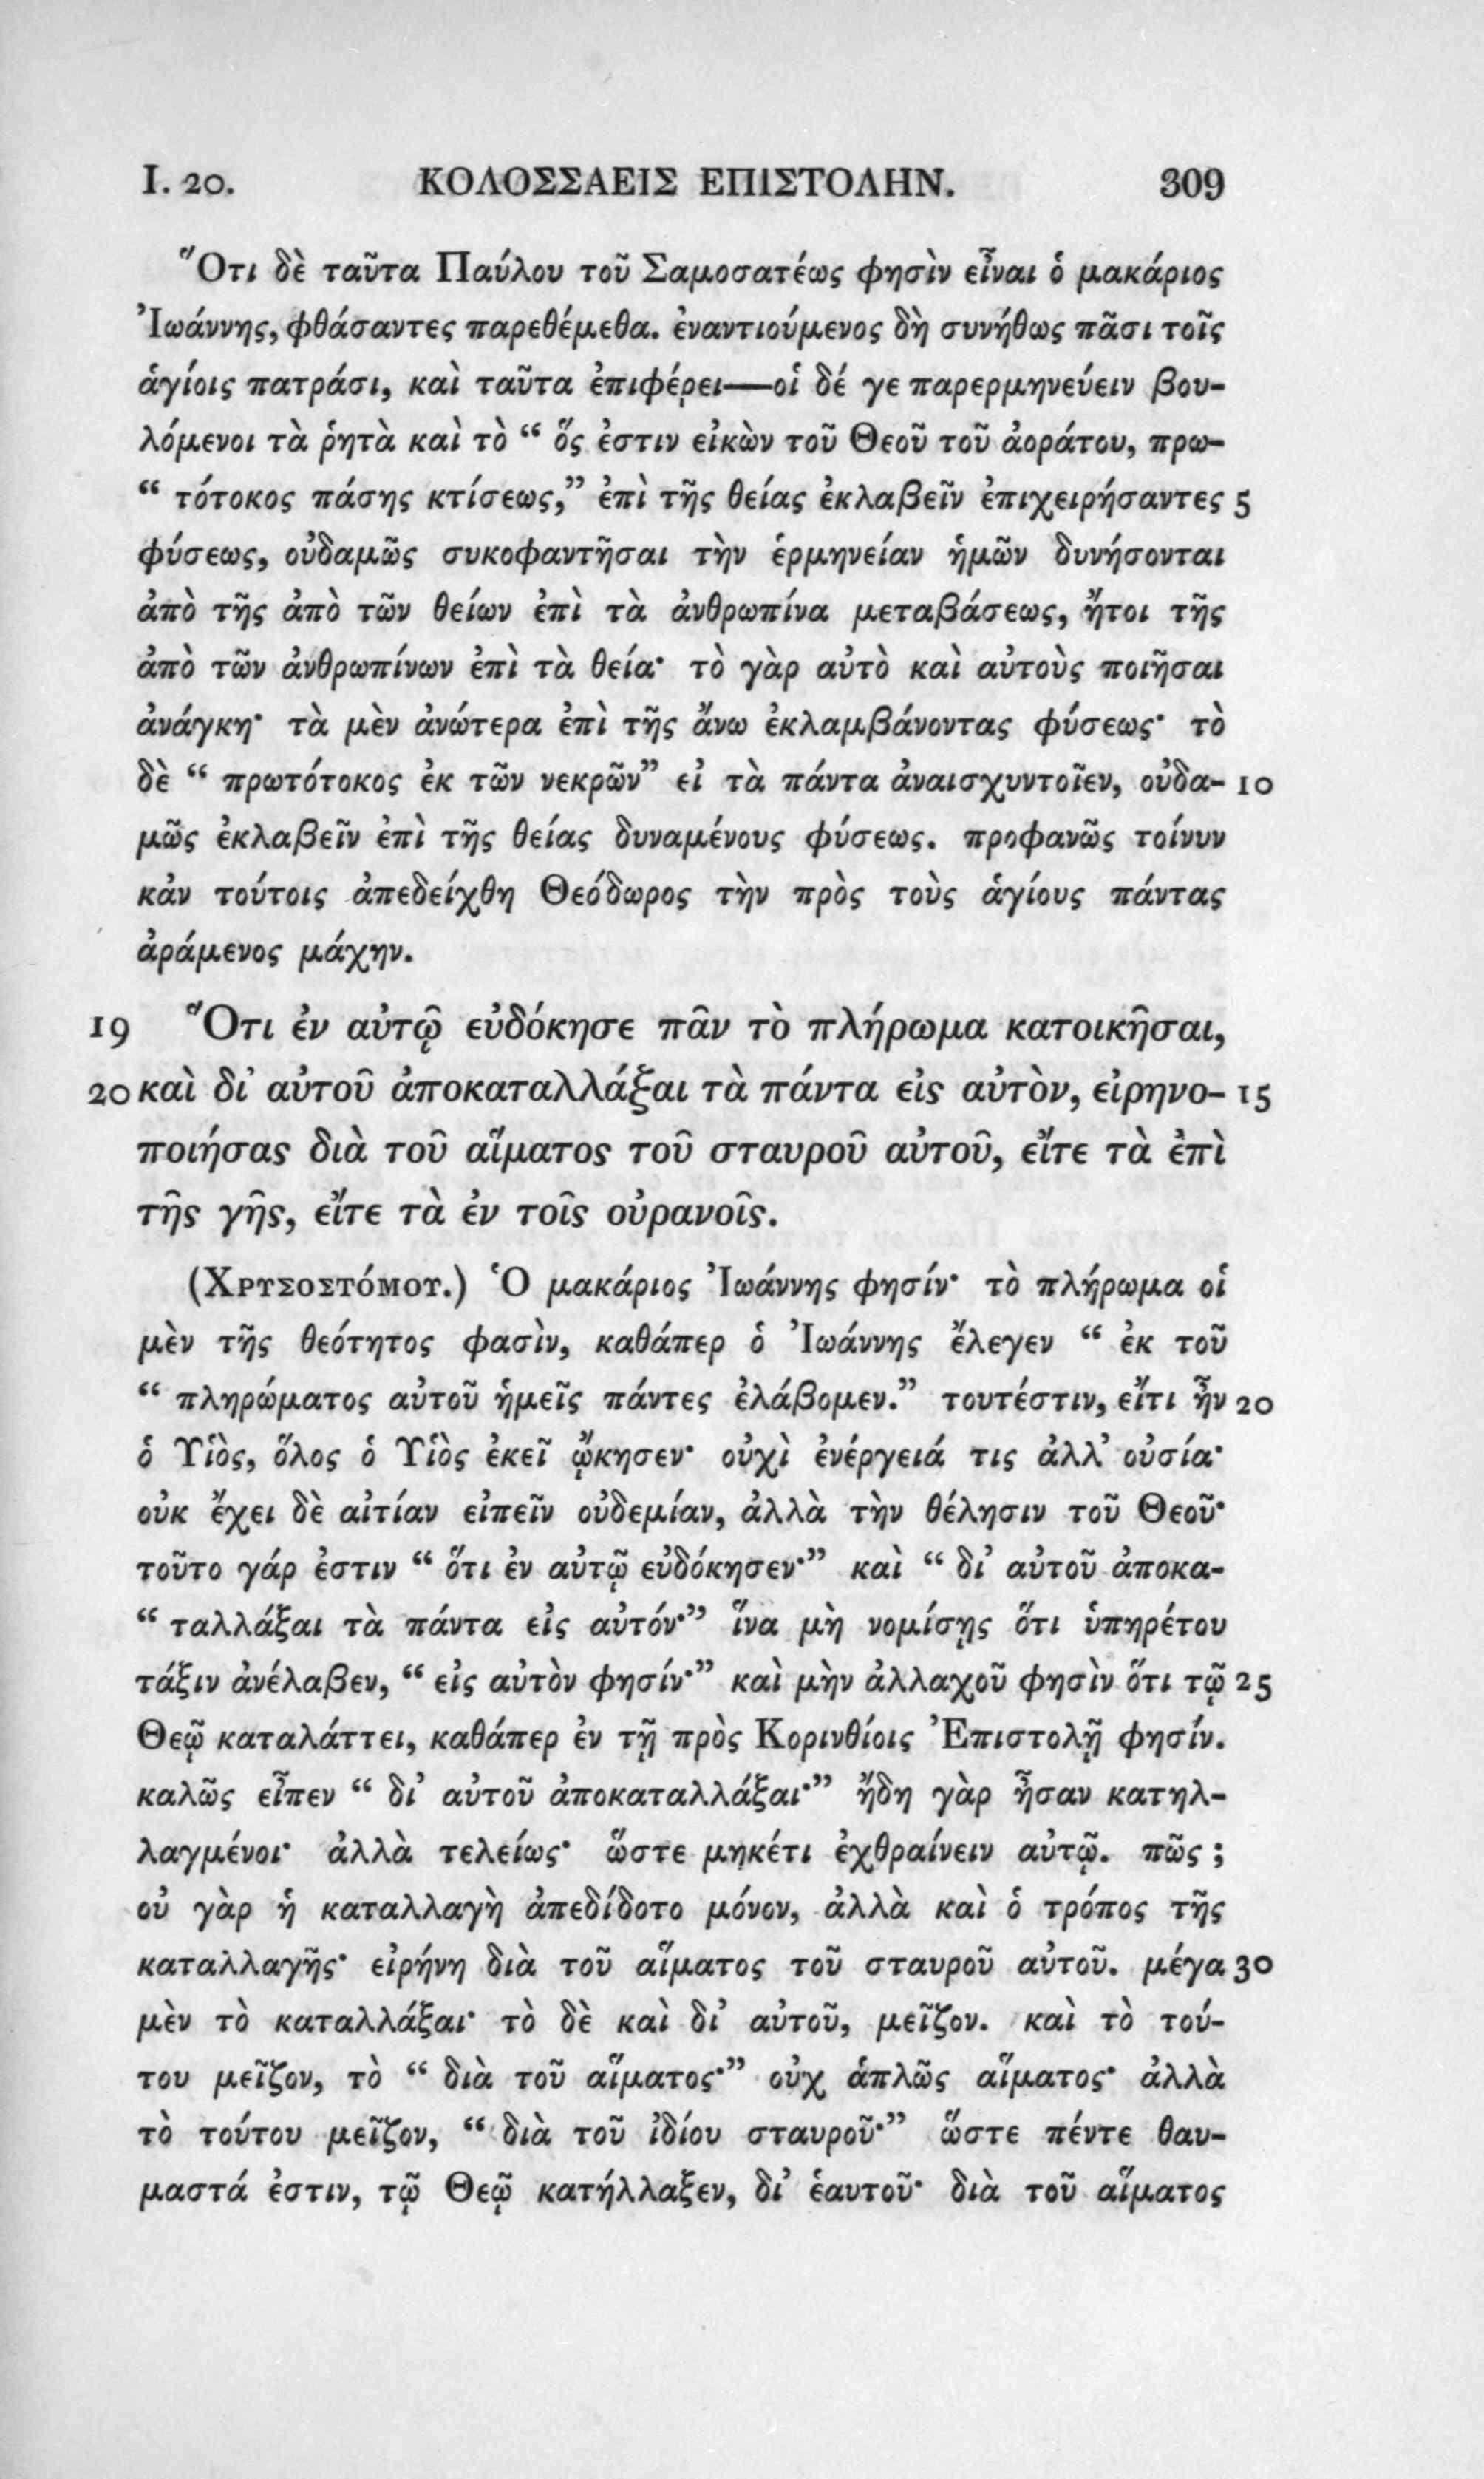 I. 20. ΚΟΛΟΣΣΑΕΙΣ ΕΠΙΣΤΟΛΗΝ. 309
Ὅτι δὲ ταῦτα Παύλου τοῦ Σαμοσατέως φησὶν εἶναι ὁ μακάριος
Ἰωάννης, φθάσαντες παρεθέμεθα. ἐναντιούμενος δὴ συνήθως πᾶσι τοῖς
ἁγίοις πατράσι, καὶ ταῦτα ἐπιφέρει—οἱ δέ γε παρερμηνεύειν βου-
λόμενοι τὰ ῥητὰ καὶ τὸ “ ὅς ἐστιν εἰκὼν τοῦ Θεοῦ τοῦ ἀοράτου, πρω-
“ τότοκος πάσης κτίσεως,” ἐπὶ τῆς θείας ἐκλαβεῖν ἐπιχειρήσαντες 5
φύσεως, οὐδαμῶς συκοφαντῆσαι τὴν ἑρμηνείαν ἡμῶν δυνήσονται
ἀπὸ τῆς ἀπὸ τῶν θείων ἐπὶ τὰ ἀνθρωπίνα μεταβάσεως, ἤτοι τῆς
ἀπὸ τῶν ἀνθρωπίνων ἐπὶ τὰ θεία· τὸ γὰρ αὐτὸ καὶ αὐτοὺς ποιῆσαι
ἀνάγκη· τὰ μὲν ἀνώτερα ἐπὶ τῆς ἄνω ἐκλαμβάνοντας φύσεως· τὸ
δὲ “ πρωτότοκος ἐκ τῶν νεκρῶν” εἰ τὰ πάντα ἀναισχυντοῖεν, οὐδα- 10
μῶς ἐκλαβεῖν ἐπὶ τῆς θείας δυναμένους φύσεως. προφανῶς τοίνυν
κἀν τούτοις ἀπεδείχθη Θεόδωρος τὴν πρὸς τοὺς ἁγίους πάντας
ἀράμενος μάχην.
19 Ὅτι ἐν αὐτῷ εὐδόκησε πᾶν τὸ πλήρωμα κατοικῆσαι,
20 καὶ δι’ αὐτοῦ ἀποκαταλλάξαι τὰ πάντα εἰς αὐτὸν, εἰρηνο- 15
ποιήσας διὰ τοῦ αἵματος τοῦ σταυροῦ αὐτοῦ, εἴτε τὰ ἐπὶ
τῆς γῆς, εἴτε τὰ ἐν τοῖς οὐρανοῖς.
(Χρυσοστόμου.) Ὁ μακάριος Ἰωάννης φησίν· τὸ πλήρωμα οἱ
μὲν τῆς θεότητος φασὶν, καθάπερ ὁ Ἰωάννης ἔλεγεν “ ἐκ τοῦ
“ πληρώματος αὐτοῦ ἡμεῖς πάντες ἐλάβομεν.” τουτέστιν, εἴτι ἦν 20
ὁ Υἱὸς, ὅλος ὁ Υἱὸς ἐκεῖ ᾤκησεν· οὐχὶ ἐνέργειά τις ἀλλ’ οὐσία·
οὐκ ἔχει δὲ αἰτίαν εἰπεῖν οὐδεμίαν, ἀλλὰ τὴν θέλησιν τοῦ Θεοῦ·
τοῦτο γάρ ἐστιν “ ὅτι ἐν αὐτῷ εὐδόκησεν·” καὶ “ δι’ αὐτοῦ ἀποκα-
“ ταλλάξαι τὰ πάντα εἰς αὐτόν·” ἵνα μὴ νομίσῃς ὅτι ὑπηρέτου
τάξιν ἀνέλαβεν, “ εἰς αὐτὸν φησίν·” καὶ μὴν ἀλλαχοῦ φησὶν ὅτι τῷ 25
Θεῷ καταλάττει, καθάπερ ἐν τῇ πρὸς Κορινθίοις Ἐπιστολῇ φησίν.
καλῶς εἶπεν “ δι’ αὐτοῦ ἀποκαταλλάξαι·” ἤδη γὰρ ἦσαν κατηλ-
λαγμένοι· ἀλλὰ τελείως· ὥστε μηκέτι ἐχθραίνειν αὐτῷ. πῶς ;
οὐ γὰρ ἡ καταλλαγὴ ἀπεδίδοτο μόνον, ἀλλὰ καὶ ὁ τρόπος τῆς
καταλλαγῆς· εἰρήνη διὰ τοῦ αἵματος τοῦ σταυροῦ αὐτοῦ. μέγα 30
μὲν τὸ καταλλάξαι· τὸ δὲ καὶ δι’ αὐτοῦ, μεῖζον. καὶ τὸ τού-
του μεῖζον, τὸ “ διὰ τοῦ αἵματος·” οὐχ ἁπλῶς αἵματος· ἀλλὰ
τὸ τούτου μεῖζον, “ διὰ τοῦ ἰδίου σταυροῦ·” ὥστε πέντε θαυ-
μαστά ἐστιν, τῷ Θεῷ κατήλλαξεν, δι’ ἑαυτοῦ· διὰ τοῦ αἵματος